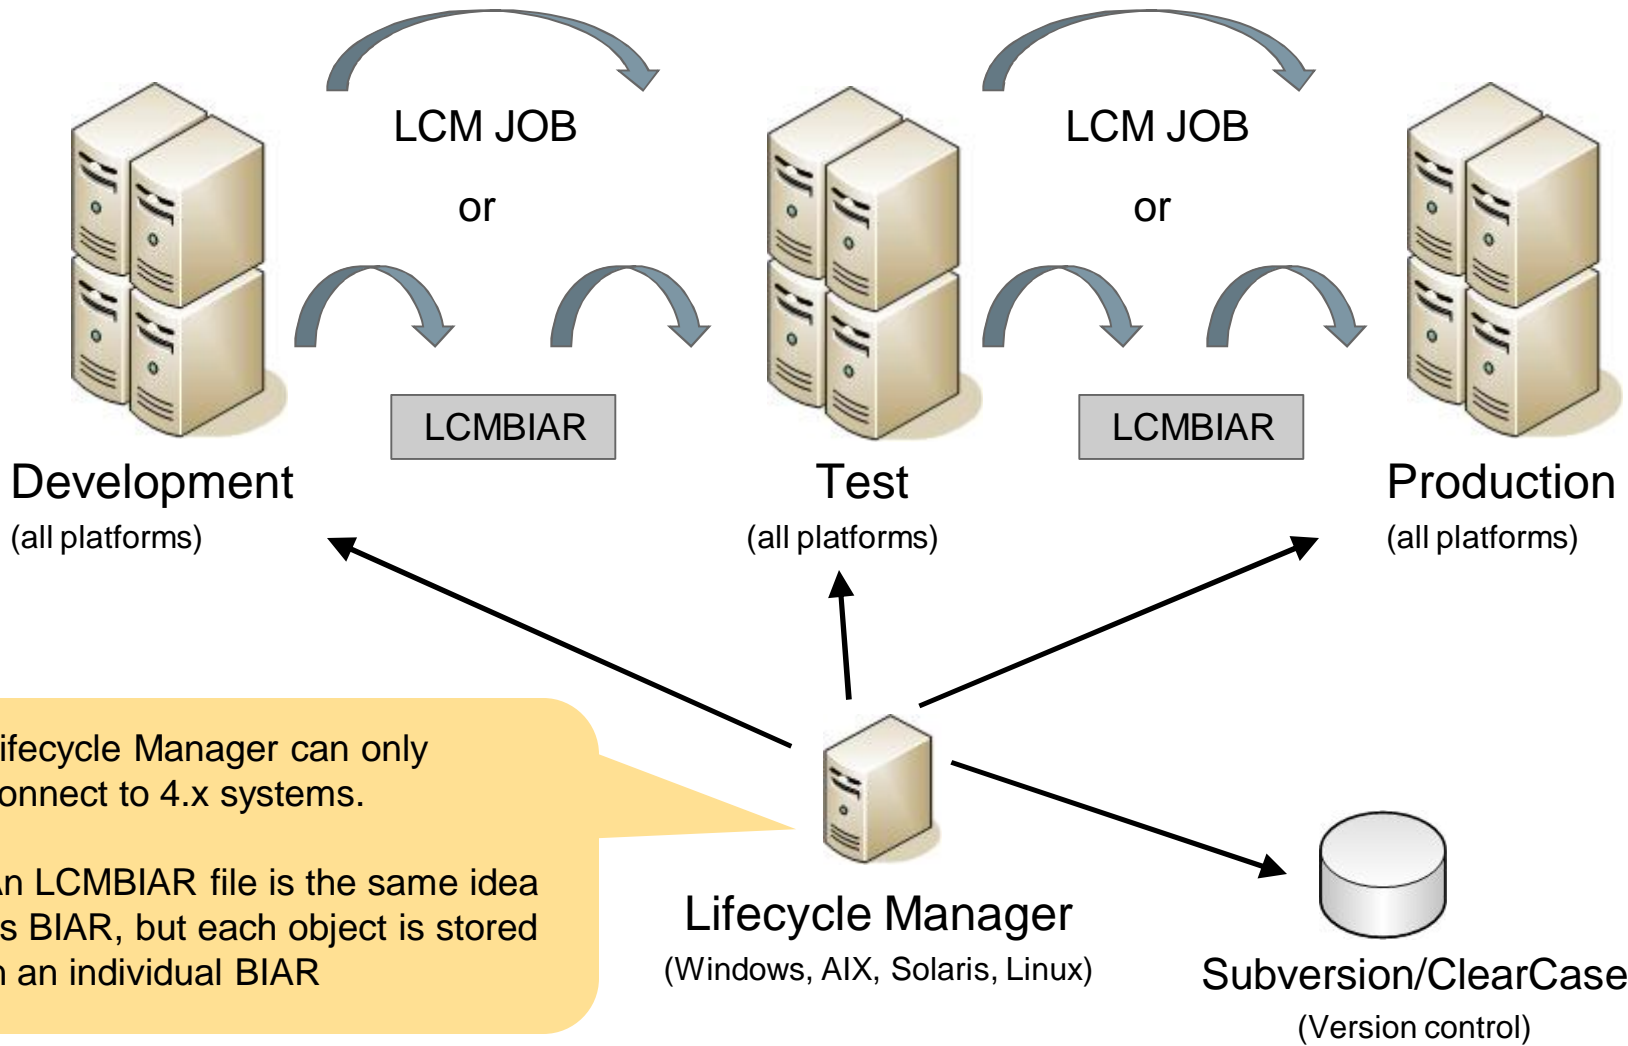 LCM JOB
LCM JOB
or
or
LCMBIAR
LCMBIAR
Development
(all platforms)
Test
(all platforms)
Production
(all platforms)
ifecycle Manager can only
onnect to 4.x systems.
An LCMBIAR file is the same idea
s BIAR, but each object is stored
n an individual BIAR
Lifecycle Manager
(Windows, AIX, Solaris, Linux)
Subversion/ClearCase
(Version control)